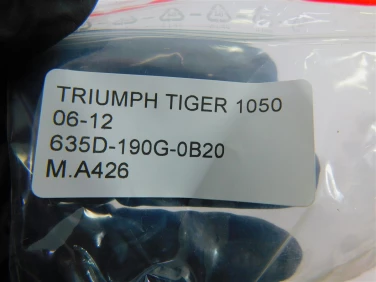 TRIUMPH TIGER 1050
06-12
635D-190G-0B20
M.A426